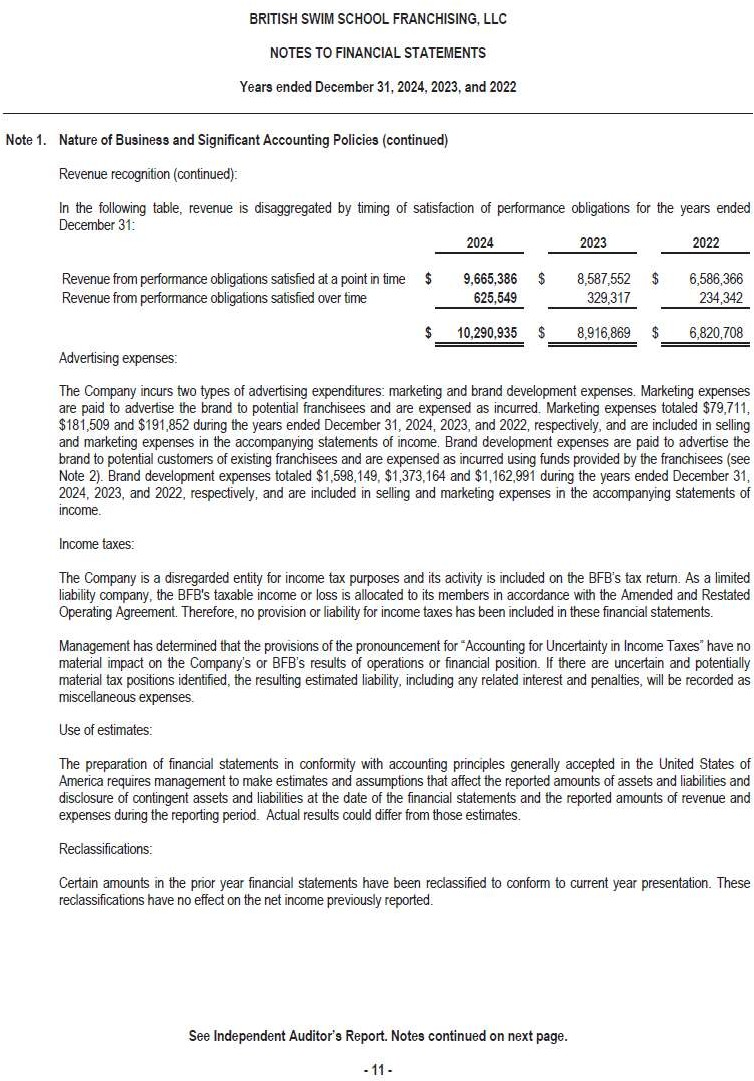 BRITISH SWIM SCHOOL FRANCHISING, LLC
NOTES TO FINANCIAL STATEMENTS
Years ended December 31, 2024, 2023, and 2022
Note 1. Nature of Business and Significant Accounting Policies (continued)
Revenue recognition (continued):
In the following table, revenue is disaggregated by timing of satisfaction of performance obligations for the years ended
December 31:
2024 2023 2022
Revenue from performance obligations satisfied at a point in time $ 9,665,386 $ 8,587,552 $ 6,586,366
Revenue from performance obligations satisfied over time 625,549 329,317 234,342
$ 10,290,935 $ 8,916,869 $ 6,820,708
Advertising expenses:
The Company incurs two types of advertising expenditures: marketing and brand development expenses. Marketing expenses
are paid to advertise the brand to potential franchisees and are expensed as incurred. Marketing expenses totaled $79,711,
$181,509 and $191,852 during the years ended December 31, 2024, 2023, and 2022, respectively, and are included in selling
and marketing expenses in the accompanying statements of income. Brand development expenses are paid to advertise the
brand to potential customers of existing franchisees and are expensed as incurred using funds provided by the franchisees (see
Note 2). Brand development expenses totaled $1,598,149, $1,373,164 and $1,162,991 during the years ended December 31,
2024, 2023, and 2022, respectively, and are included in selling and marketing expenses in the accompanying statements of
income.
Income taxes:
The Company is a disregarded entity for income tax purposes and its activity is included on the BFB's tax return. As a limited
liability company, the BFB's taxable income or loss is allocated to its members in accordance with the Amended and Restated
Operating Agreement. Therefore, no provision or liability for income taxes has been included in these financial statements.
Management has determined that the provisions of the pronouncement for "Accounting for Uncertainty in Income Taxes" have no
material impact on the Company's or BFB's results of operations or financial position. If there are uncertain and potentially
material tax positions identified, the resulting estimated liability, including any related interest and penalties, will be recorded as
miscellaneous expenses.
Use of estimates:
The preparation of financial statements in conformity with accounting principles generally accepted in the United States of
America requires management to make estimates and assumptions that affect the reported amounts of assets and liabilities and
disclosure of contingent assets and liabilities at the date of the financial statements and the reported amounts of revenue and
expenses during the reporting period. Actual results could differ from those estimates.
Reclassifications:
Certain amounts in the prior year financial statements have been reclassified to conform to current year presentation. These
reclassifications have no effect on the net income previously reported.
See Independent Auditor's Report. Notes continued on next page.
- 11 -